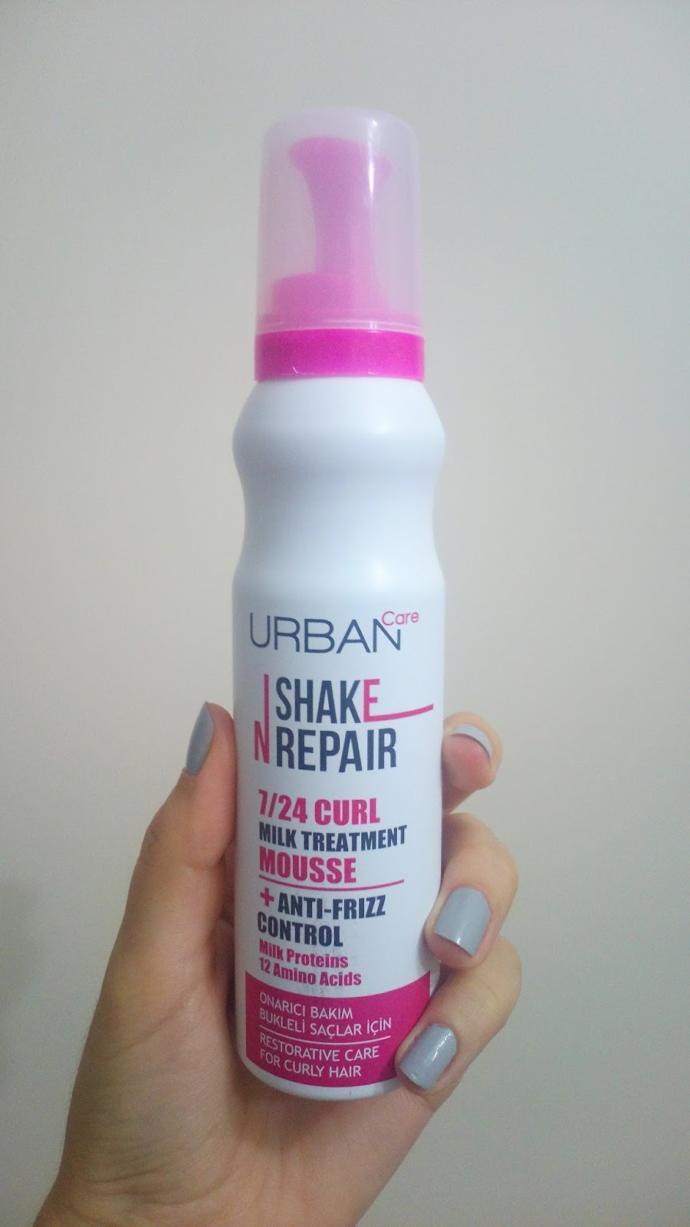 URBAN Care
SHAKE
N REPAIR
7/24 CURL
MILK TREATMENT
MOUSSE
+ ANTI-FRIZZ
CONTROL
Milk Proteins
12 Amino Acids
ONARICI BAKIM
BUKLELİ SAÇLAR İÇİN
RESTORATIVE CARE
FOR CURLY HAIR